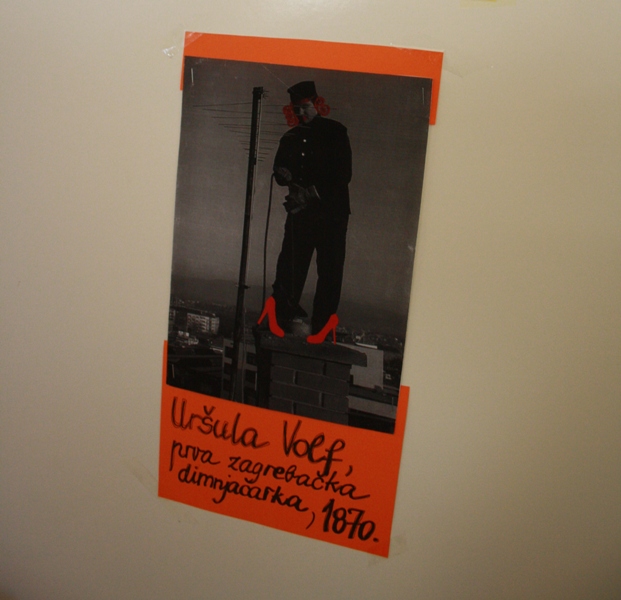 Uršula Volf,
prva zagrebačka
dimnjačarka, 1870.